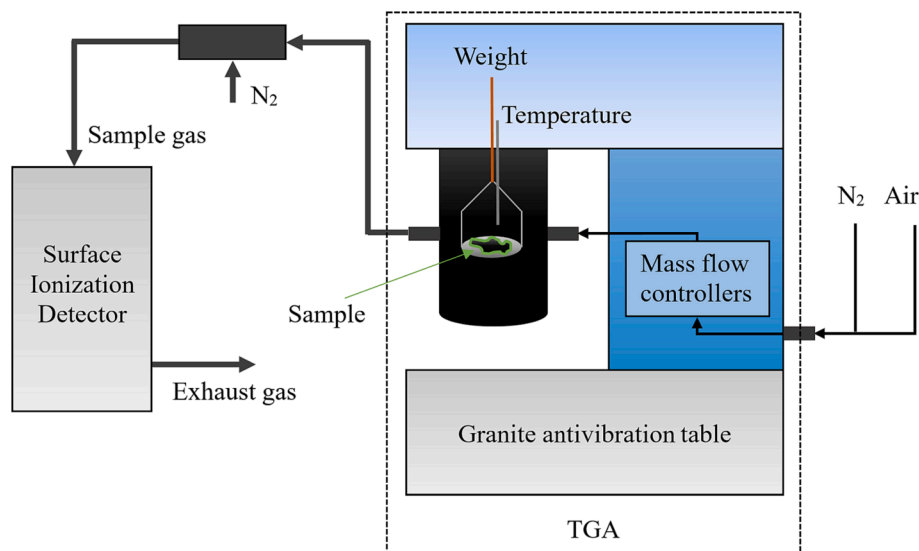 Weight
N₂
Temperature
Sample gas
N₂ Air
Surface
Ionization
Detector
Mass flow
controllers
Sample
Exhaust gas
Granite antivibration table
TGA